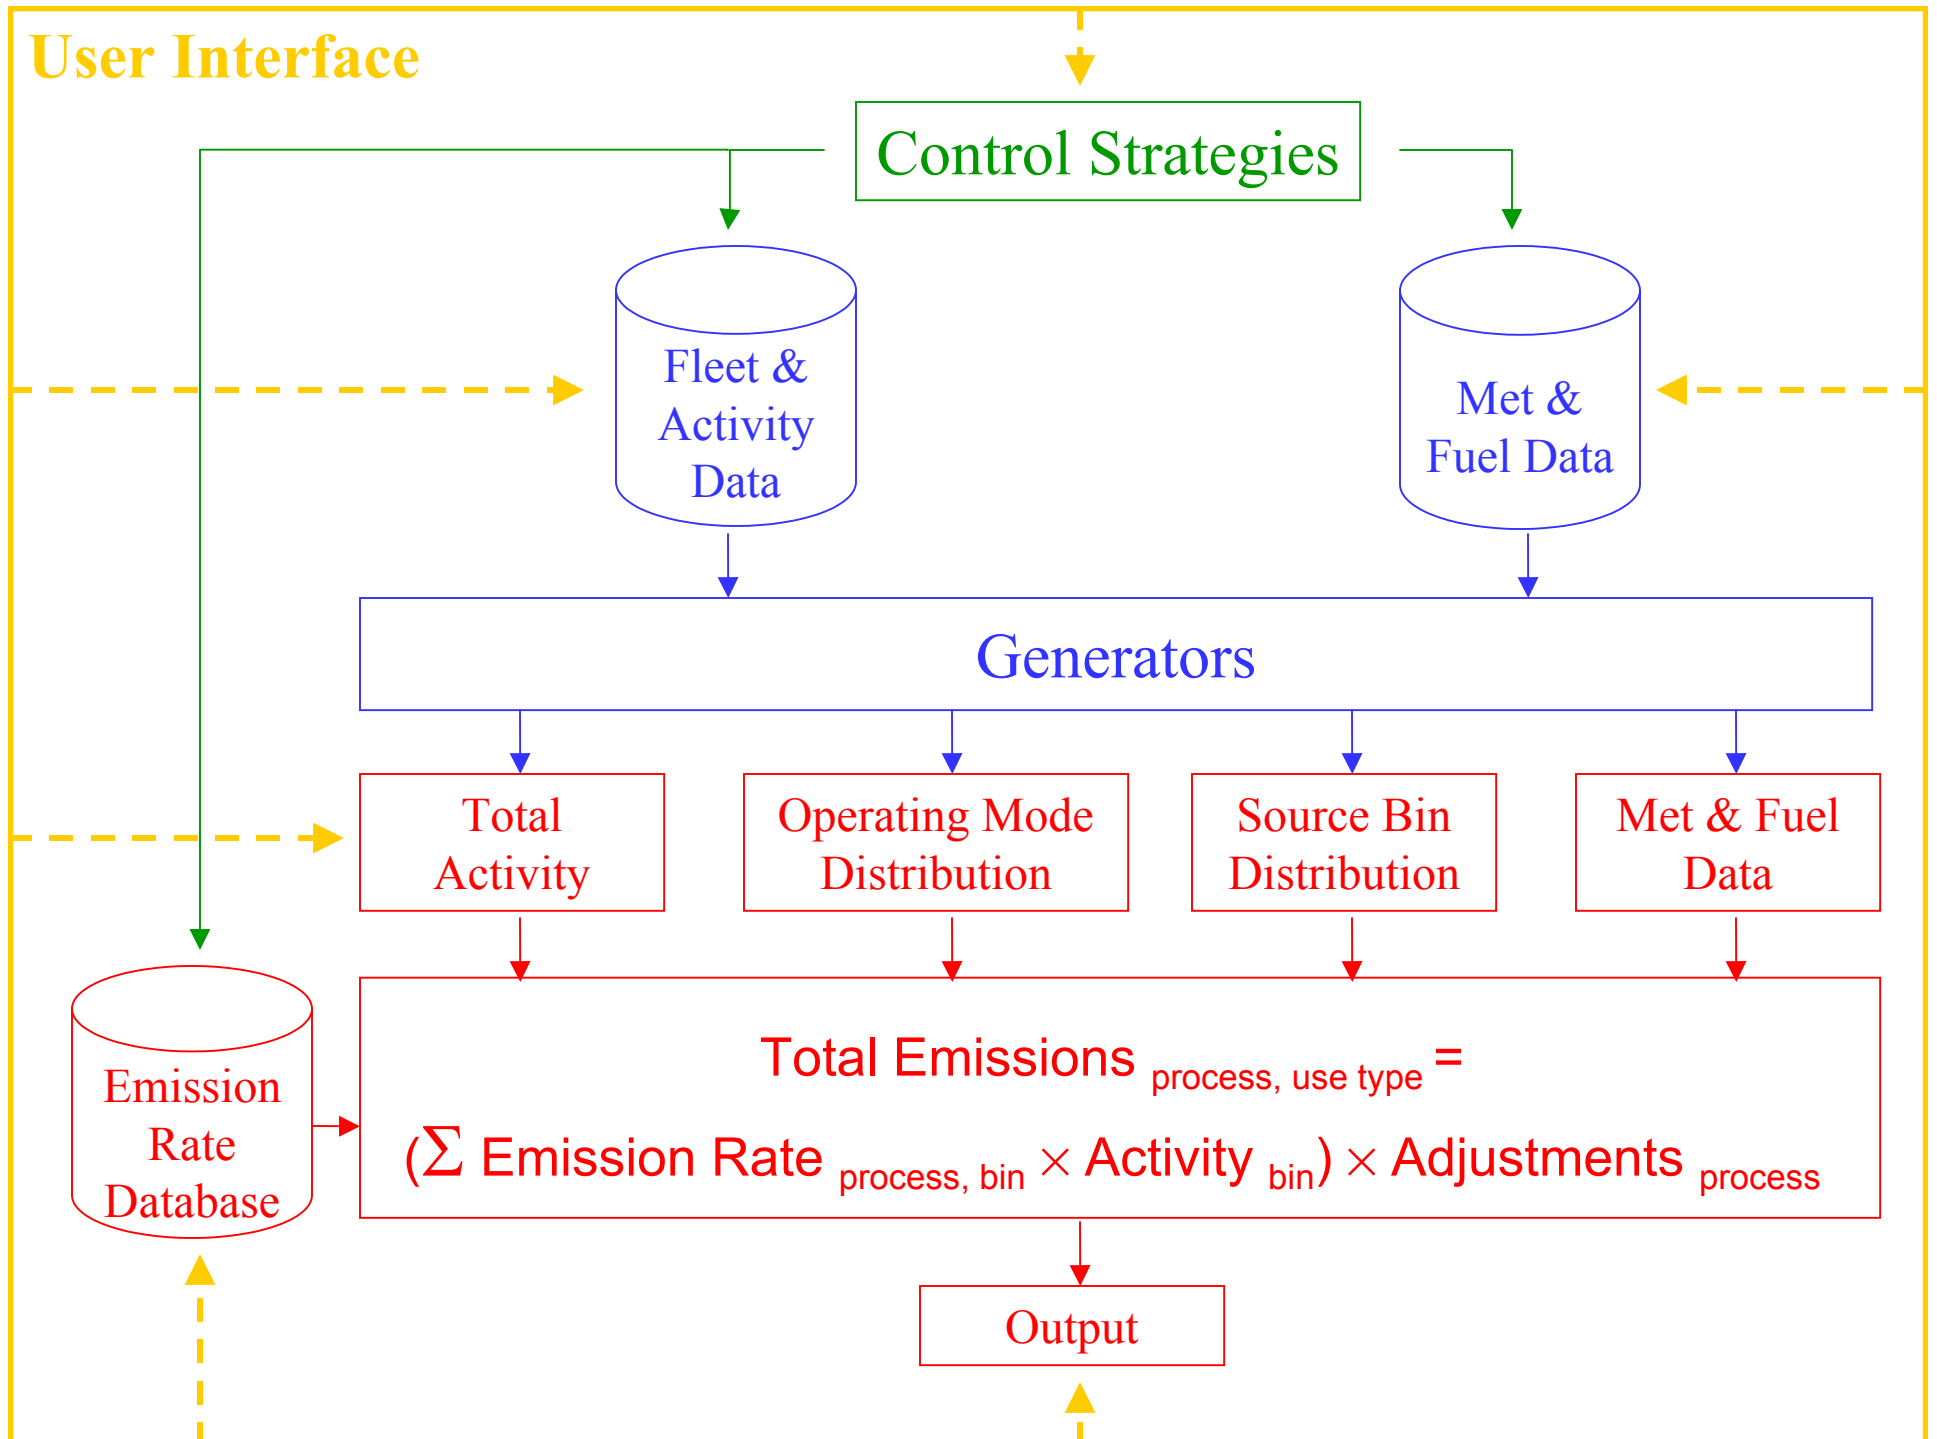 User Interface
Control Strategies
Fleet &
Activity
Data
Met &
Fuel Data
Generators
Total
Activity
Operating Mode
Distribution
Source Bin
Distribution
Met & Fuel
Data
Emission
Rate
Database
Total Emissions process, use type =
(∑ Emission Rate process, bin × Activity bin) × Adjustments process
Output